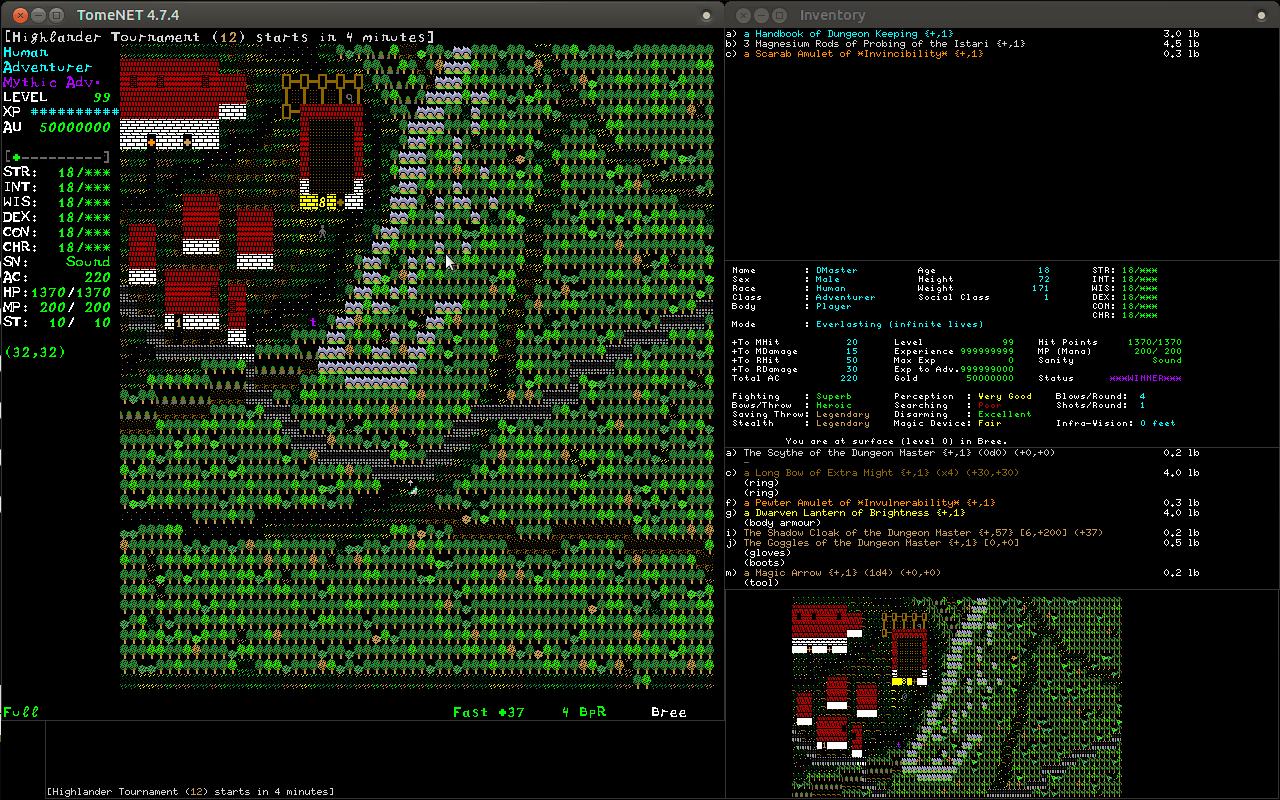 TomeNET 4.7.4
[Highlander Tournament (12) starts in 4 minutes]
Human
Adventurer
Mythic Adv.
LEVEL 99
XP **********
AU 50000000
[+---------]
STR: 18/***
INT: 18/***
WIS: 18/***
DEX: 18/***
CON: 18/***
CHR: 18/***
SN: Sound
AC: 220
HP:1370/1370
MP: 200/ 200
ST: 10/ 10
(32,32)
8
1
Full Fast +37 4 BpR Bree
[Highlander Tournament (12) starts in 4 minutes]
Inventory
a) a Handbook of Dungeon Keeping {+,1} 3.0 lb
b) 3 Magnesium Rods of Probing of the Istari {+,1} 4.5 lb
c) a Scarab Amulet of *Invincibility* {+,1} 0.3 lb
Name : DMaster Age 18 STR: 18/***
Sex : Male Height 72 INT: 18/***
Race : Human Weight 171 WIS: 18/***
Class : Adventurer Social Class 1 DEX: 18/***
Body : Player CON: 18/***
CHR: 18/***
Mode : Everlasting (infinite lives)
+To MHit 20 Level 99 Hit Points 1370/1370
+To MDamage 15 Experience 999999999 MP (Mana) 200/ 200
+To RHit 50 Max Exp 0 Sanity Sound
+To RDamage 30 Exp to Adv.999999000
Total AC 220 Gold 50000000 Status ***WINNER***
Fighting : Superb Perception : Very Good Blows/Round: 4
Bows/Throw : Heroic Searching : Poor Shots/Round: 1
Saving Throw: Legendary Disarming : Excellent
Stealth : Legendary Magic Device: Fair Infra-Vision: 0 feet
You are at surface (level 0) in Bree.
a) The Scythe of the Dungeon Master {+,1} (0d0) (+0,+0) 0.2 lb
c) a Long Bow of Extra Might {+,1} (x4) (+30,+30) 4.0 lb
(ring)
(ring)
f) a Pewter Amulet of *Invulnerability* {+,1} 0.3 lb
g) a Dwarven Lantern of Brightness {+,1} 4.0 lb
(body armour)
i) The Shadow Cloak of the Dungeon Master {+,57} [6,+200] (+37) 0.2 lb
j) The Goggles of the Dungeon Master {+,1} [0,+0] 0.5 lb
(gloves)
(boots)
m) a Magic Arrow {+,1} (1d4) (+0,+0) 0.2 lb
(tool)